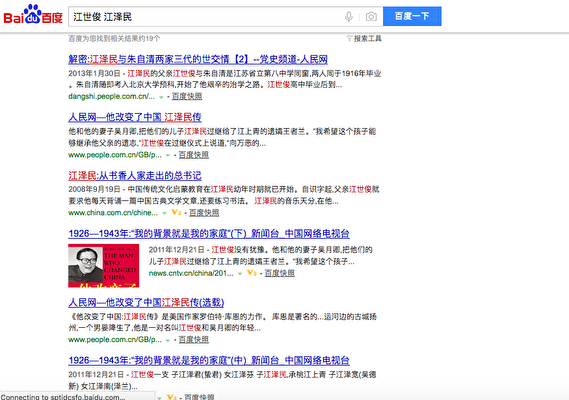 Bai du 百度
江世俊 江泽民
百度一下
百度为您找到相关结果约19个
搜索工具
解密:江泽民与朱自清两家三代的世交情【2】--党史频道-人民网
2013年1月30日 - 江泽民的父亲江世俊与朱自清是江苏省立第八中学同窗,两人同于1916年毕业
。朱自清随即考入北京大学预科,开始了他艰辛的治学之路。江世俊高中毕业后到...
dangshi.people.com.cn/... - 百度快照
人民网—他改变了中国 江泽民传
他和他的妻子吴月卿,把他们的儿子江泽民过继给了江上青的遗孀王者兰。"我希望这个孩子能
够继承他父亲的遗志,"江世俊在过继仪式上说道,"向万恶的...
www.people.com.cn/GB/p... - 百度快照
江泽民:从书香人家走出的总书记
2008年9月19日 - 中国传统文化启蒙教育在江泽民幼年时期就已开始。自识字起,父亲江世俊就
要求他每天背诵一篇中国古典文学文章,还要练习书法。 江泽民的音乐天分,在他...
www.china.com.cn/chine... - 百度快照
1926—1943年:"我的背景就是我的家庭"(下)_新闻台_中国网络电视台
2011年12月21日 - 江世俊没有犹豫。他和他的妻子吴月卿,把他们的
儿子江泽民过继给了江上青的遗孀王者兰。"我希望这个孩子...
news.cntv.cn/china/201... - 百度快照
THE MAN
WHO
CHANGED
CHINA
人民网—他改变了中国江泽民传(选载)
《他改变了中国:江泽民传》是美国作家罗伯特·库恩的力作。 库恩是著名的...运河边的古城扬
州,一个男婴降生了,他是一对名叫江世俊和吴月卿的年轻...
www.people.com.cn/GB/p... - 百度快照
1926—1943年:"我的背景就是我的家庭"(中)_新闻台_中国网络电视台
2011年12月21日 - 江世俊一支 子江泽君(蛰君) 女江泽芬 子江泽民,承祧江上青 子江泽宽(吴德
新) 女江泽南(泽兰)...
Connecting to sptidcsfo.baidu.com...
- 百度快照